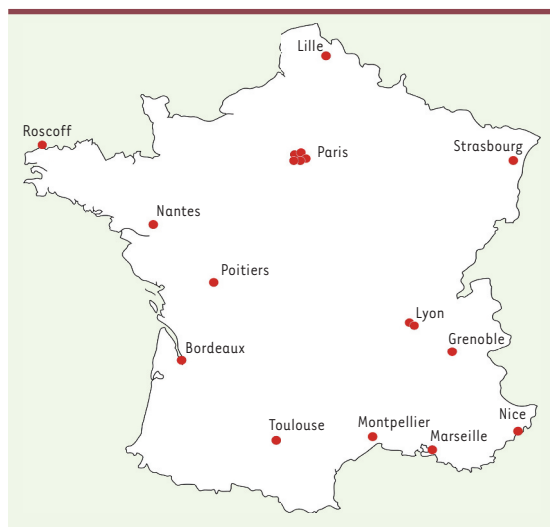 Lille
Roscoff
Paris
Strasbourg
Nantes
Poitiers
Lyon
Grenoble
Bordeaux
Nice
Toulouse
Montpellier
Marseille